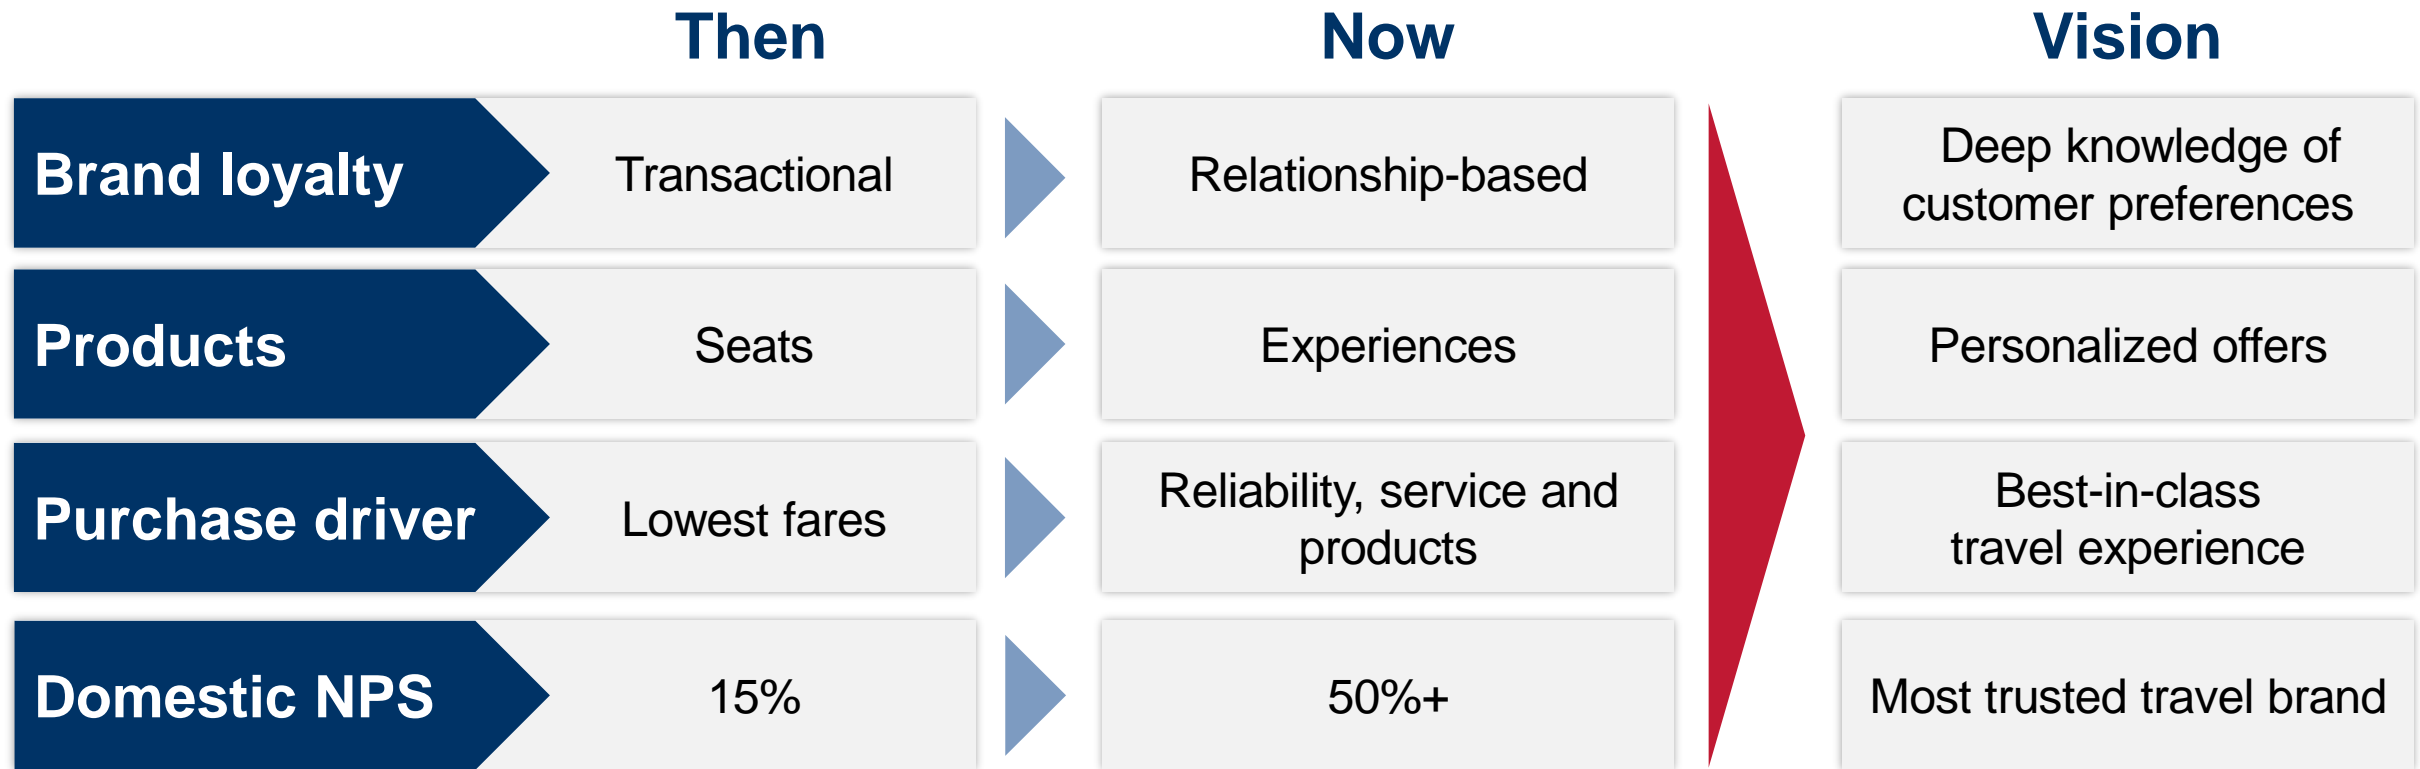 Then Now Vision
Brand loyalty Transactional Relationship-based Deep knowledge of
customer preferences
Products Seats Experiences Personalized offers
Purchase driver Lowest fares Reliability, service and
products
Best-in-class
travel experience
Domestic NPS 15% 50%+ Most trusted travel brand